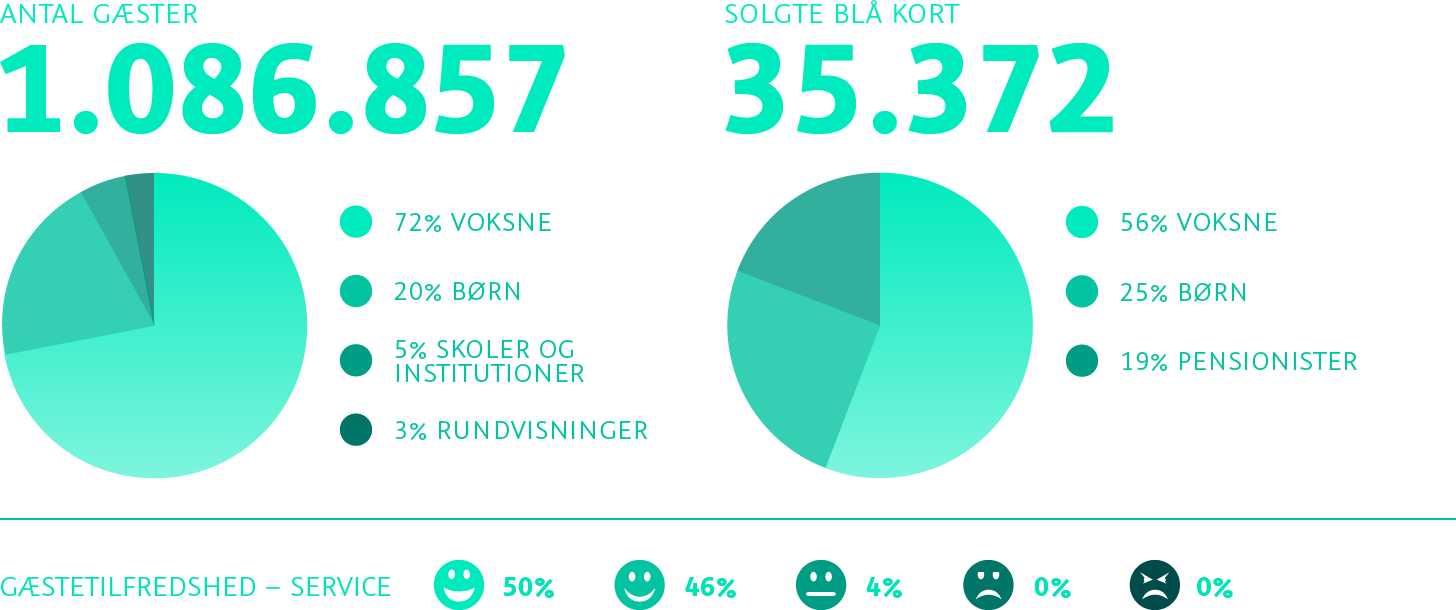 ANTAL GÆSTER
1.086.857
72% VOKSNE
20% BØRN
5% SKOLER OG
INSTITUTIONER
3% RUNDVISNINGER
SOLGTE BLÅ KORT
35.372
56% VOKSNE
25% BØRN
19% PENSIONISTER
GÆSTETILFREDSHED – SERVICE 50% 46% 4% 0% 0%